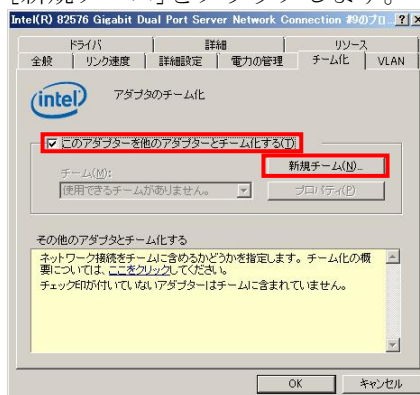 [新規チーム]をクリックします。
Intel(R) 82576 Gigabit Dual Port Server Network Connection #9のプロ...
ドライバ 詳細 リソース
全般 リンク速度 詳細設定 電力の管理 チーム化 VLAN
intel アダプタのチーム化
このアダプターを他のアダプターとチーム化する(T)
新規チーム(N)...
チーム(M):
使用できるチームがありません。 プロパティ(P)
その他のアダプタとチーム化する
ネットワーク接続をチームに含めるかどうかを指定します。 チーム化の概
要については、ここをクリックしてください。
チェック印が付いていないアダプターはチームに含まれていません。
OK キャンセル